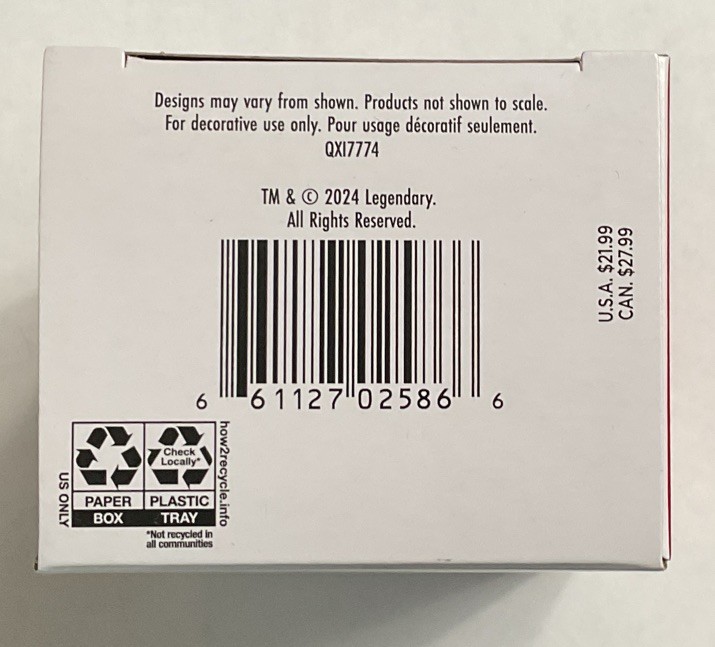 Designs may vary from shown. Products not shown to scale.
For decorative use only. Pour usage décoratif seulement.
QXI7774
TM & © 2024 Legendary.
All Rights Reserved.
U.S.A. $21.99
CAN. $27.99
6 61127 02586 6
how2recycle.info
US ONLY
Check
Locally*
PAPER PLASTIC
BOX TRAY
*Not recycled in
all communities